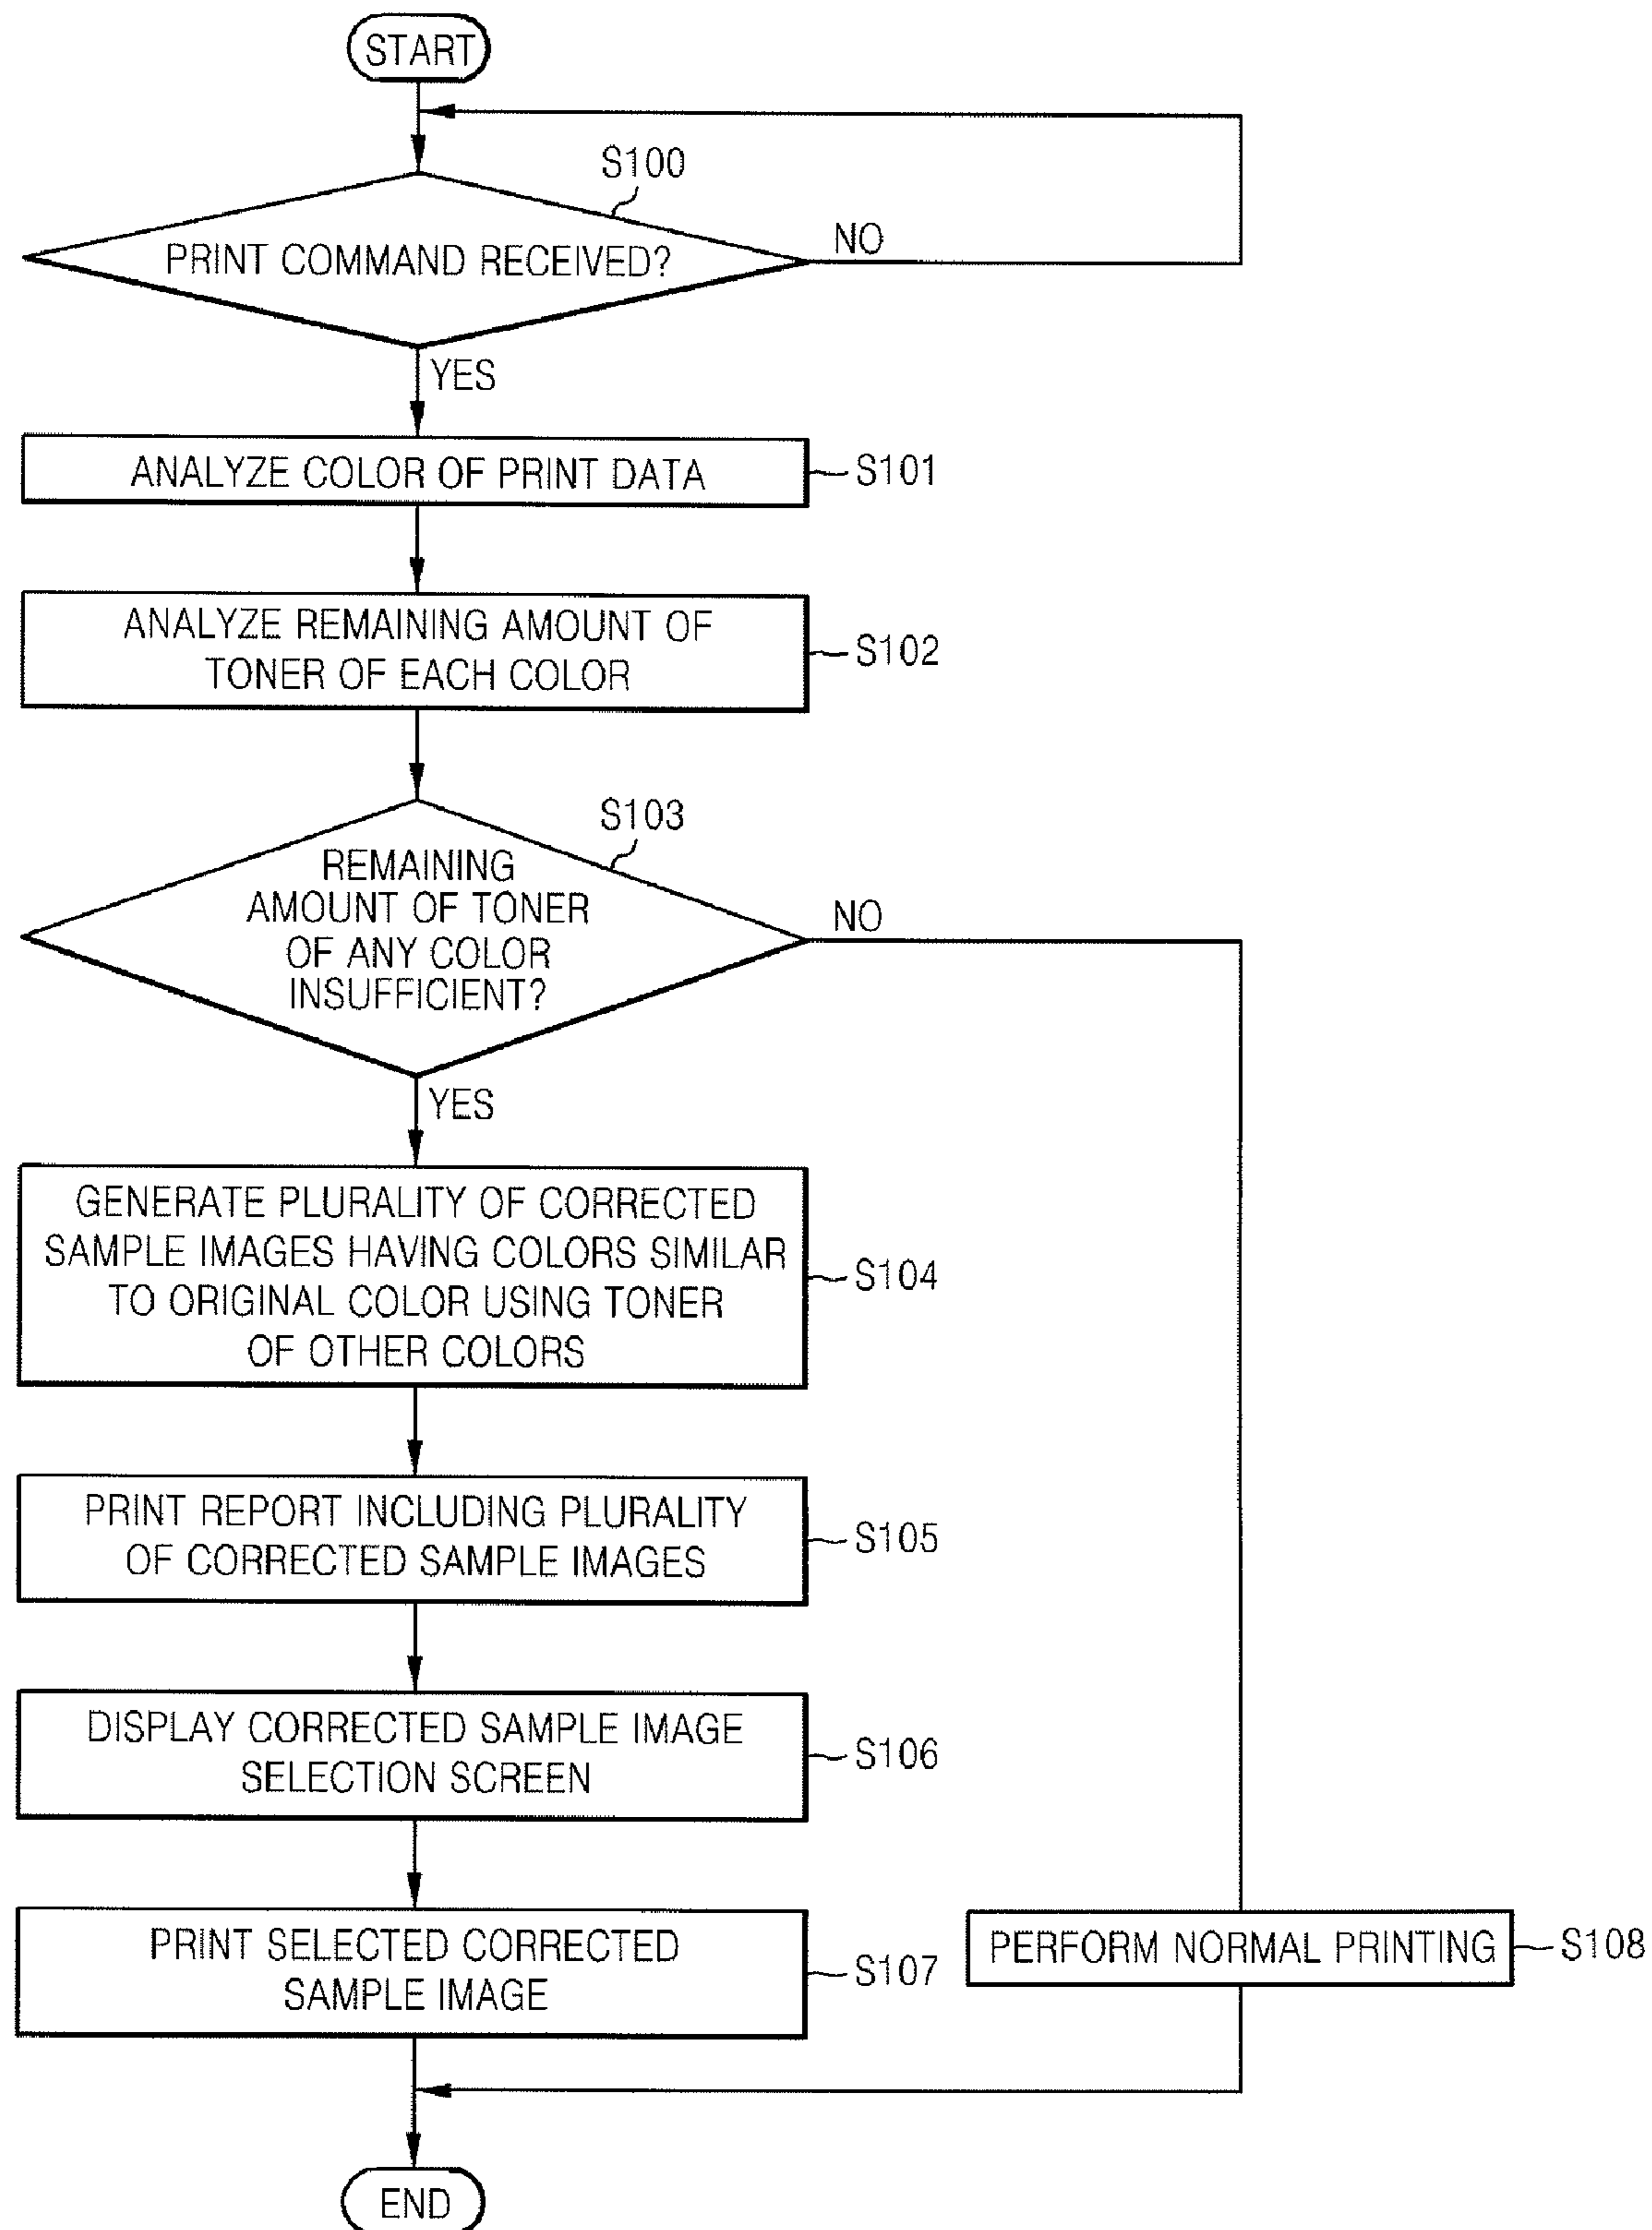 START
S100
PRINT COMMAND RECEIVED?
NO
YES
ANALYZE COLOR OF PRINT DATA
S101
ANALYZE REMAINING AMOUNT OF
TONER OF EACH COLOR
S102
S103
REMAINING
AMOUNT OF TONER
OF ANY COLOR
INSUFFICIENT?
NO
YES
GENERATE PLURALITY OF CORRECTED
SAMPLE IMAGES HAVING COLORS SIMILAR
TO ORIGINAL COLOR USING TONER
OF OTHER COLORS
S104
PRINT REPORT INCLUDING PLURALITY
OF CORRECTED SAMPLE IMAGES
S105
DISPLAY CORRECTED SAMPLE IMAGE
SELECTION SCREEN
S106
PRINT SELECTED CORRECTED
SAMPLE IMAGE
S107
PERFORM NORMAL PRINTING
S108
END